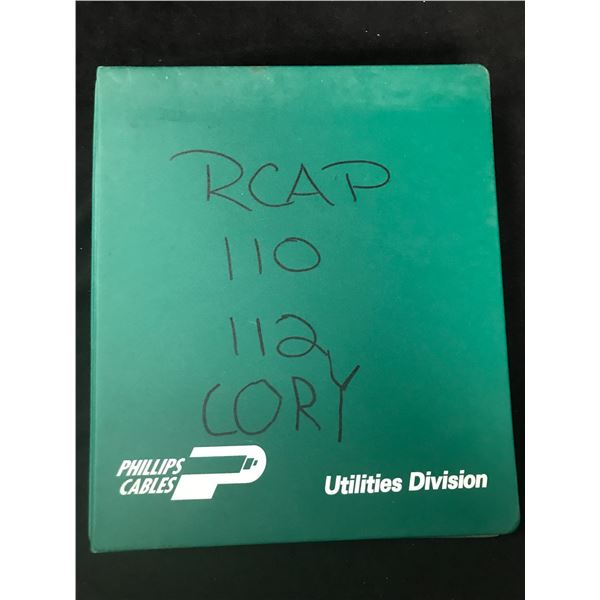 RCAP
110
112
CORY
PHILLIPS
CABLES
Utilities Division